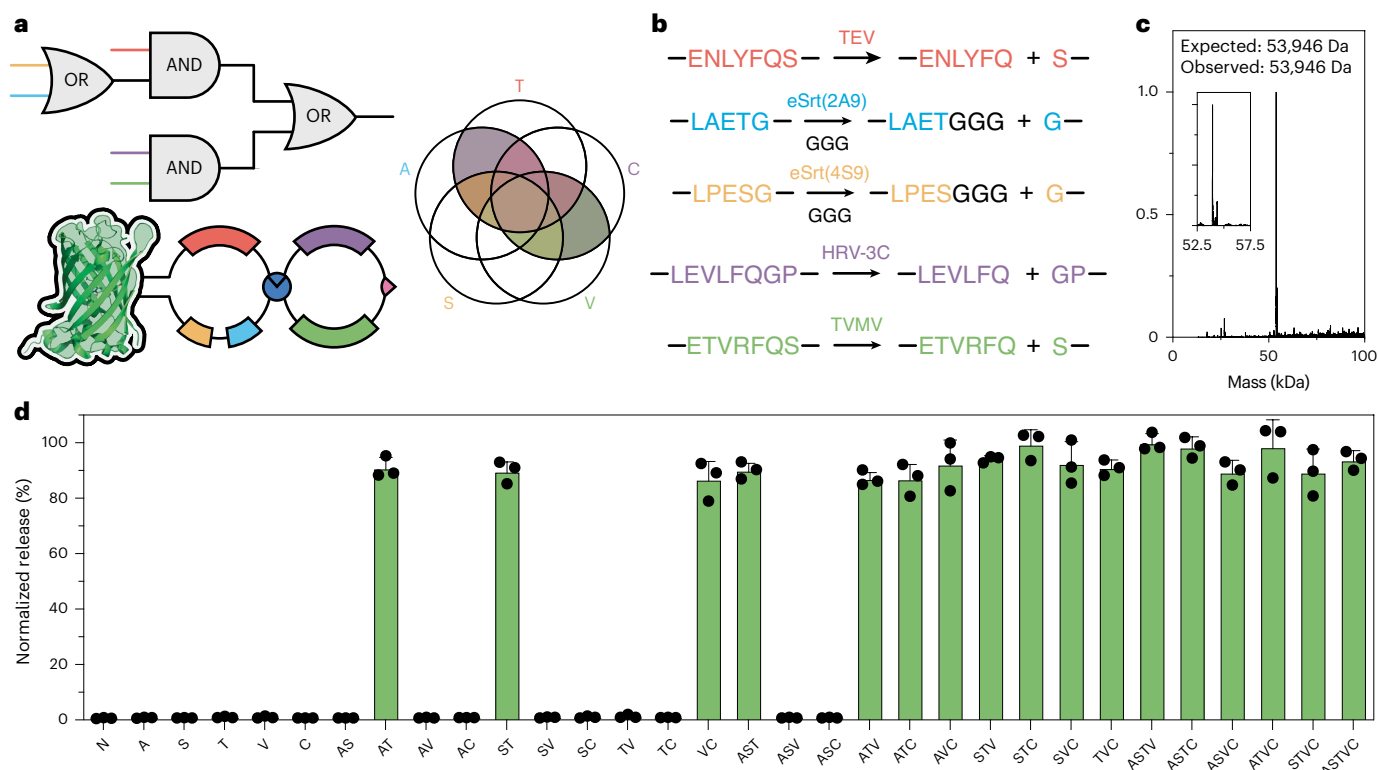 a
OR
AND
OR
AND
T
A
C
S
V
b
TEV
ENLYFQS
ENLYFQ + S
eSrt(2A9)
LAETG
LAETGGG + G
GGG
eSrt(4S9)
LPESG
LPESGGG + G
GGG
HRV-3C
LEVLFQGP
LEVLFQ + GP
TVMV
ETVRFQS
ETVRFQ + S
c
Expected: 53,946 Da
Observed: 53,946 Da
1.0
0.5
0
52.5 57.5
0 50 100
Mass (kDa)
d
Normalized release (%)
100
80
60
40
20
0
N A S T V C AS AT AV AC ST SV SC TV TC VC AST ASV ASC ATV ATC AVC STV STC SVC TVC ASTV ASTC ASVC ATVC STVC ASTVC